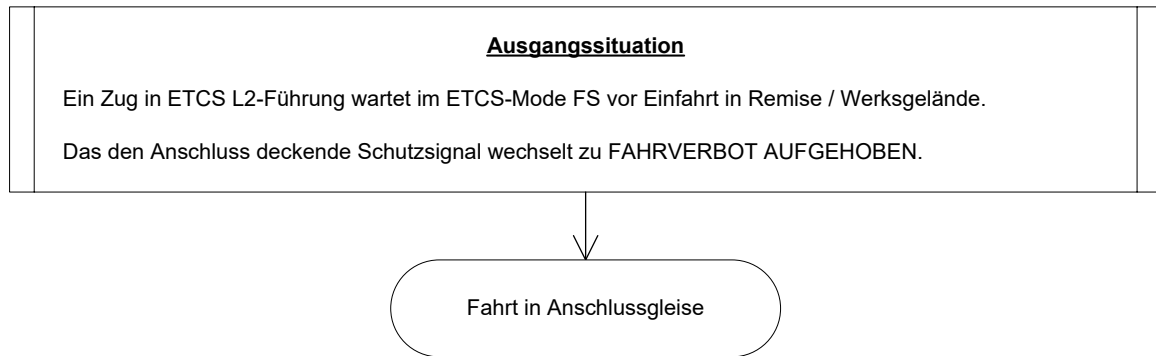 Ausgangssituation
Ein Zug in ETCS L2-Führung wartet im ETCS-Mode FS vor Einfahrt in Remise / Werksgelände.
Das den Anschluss deckende Schutzsignal wechselt zu FAHRVERBOT AUFGEHOBEN.
Fahrt in Anschlussgleise